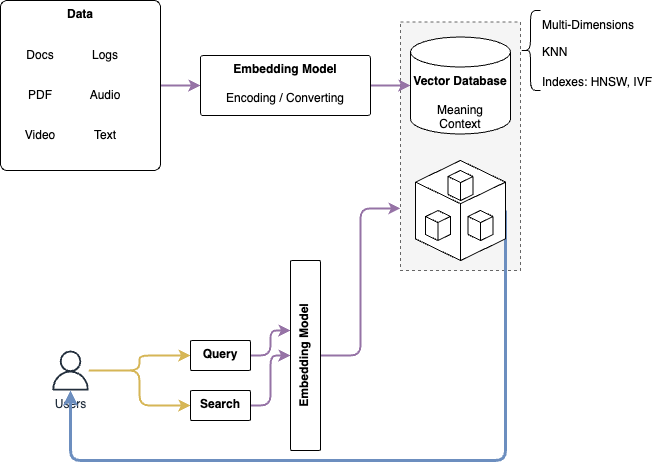 Data
Docs Logs
PDF Audio
Video Text
Embedding Model
Encoding / Converting
Vector Database
Meaning
Context
Multi-Dimensions
KNN
Indexes: HNSW, IVF
Embedding Model
Query
Search
Users